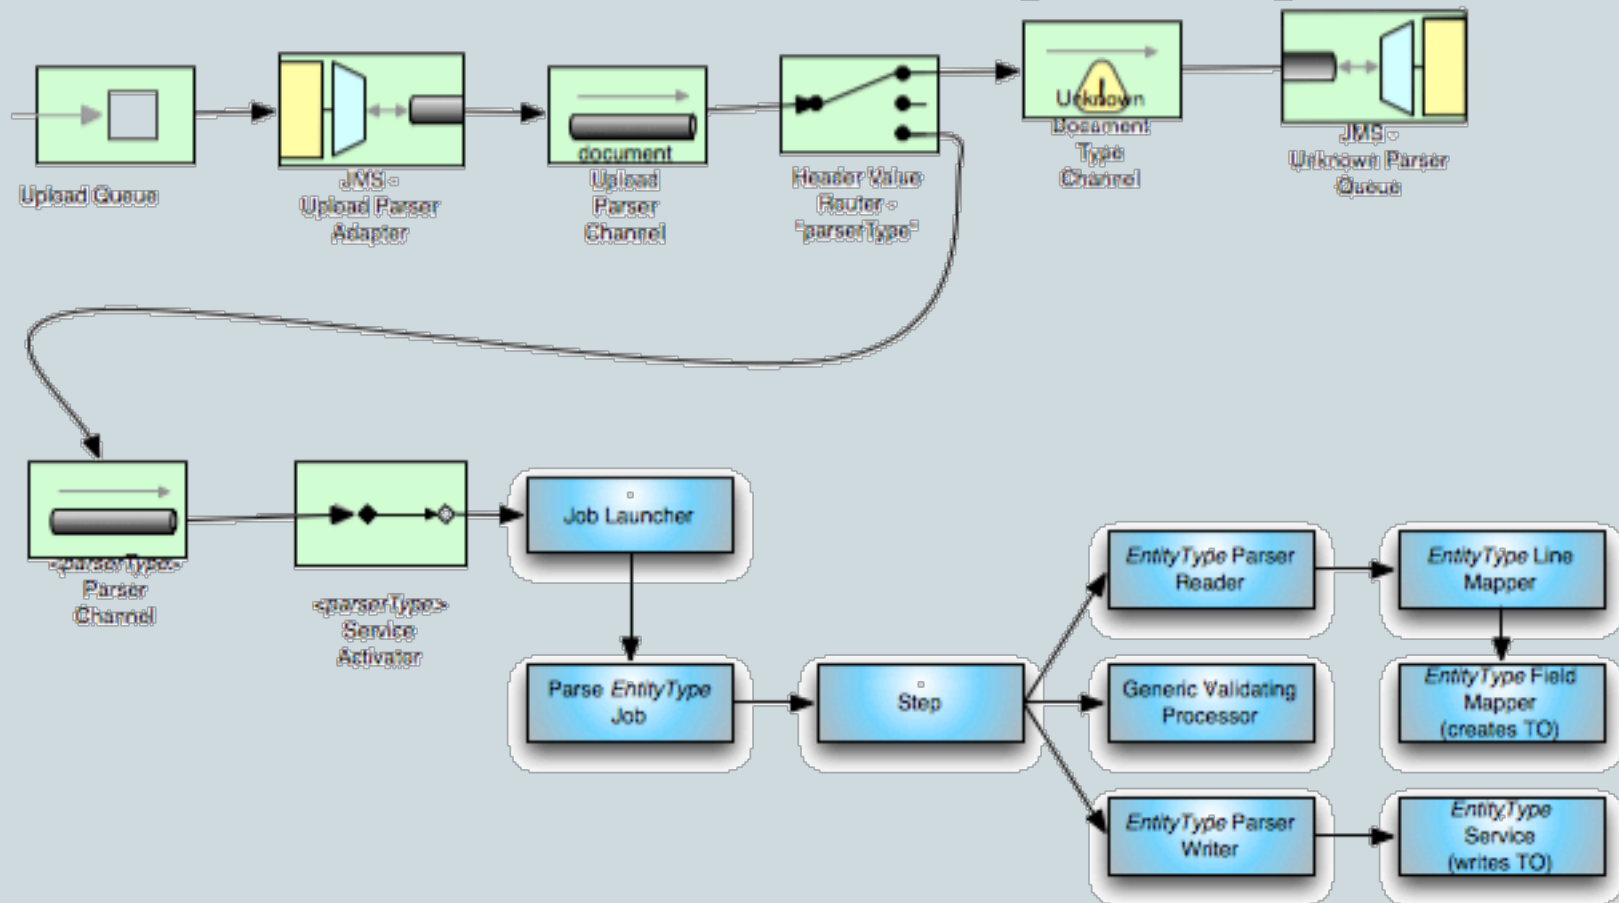 Upload Queue
JMS -
Upload Parser
Adapter
document
Upload
Parser
Channel
Header Value
Router -
"parserType"
Unknown
Document
Type
Channel
JMS -
Unknown Parser
Queue
<parserType>
Parser
Channel
<parserType>
Service
Activator
Job Launcher
Parse EntityType
Job
Step
EntityType Parser
Reader
EntityType Line
Mapper
Generic Validating
Processor
EntityType Field
Mapper
(creates TO)
EntityType Parser
Writer
EntityType
Service
(writes TO)